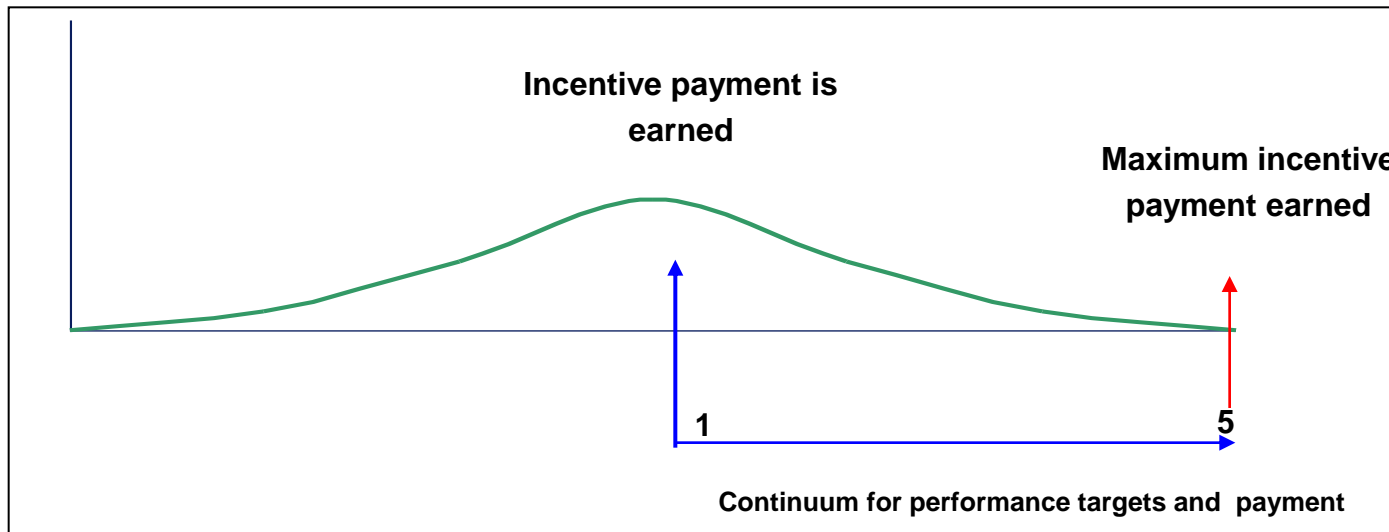 Incentive payment is
earned
Maximum incentive
payment earned
1
5
Continuum for performance targets and  payment